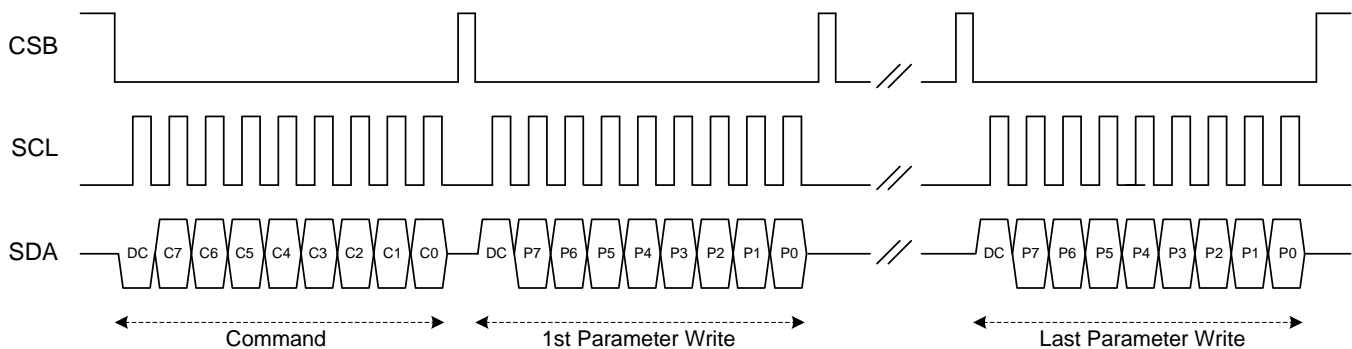 CSB
SCL
SDA
DC C7 C6 C5 C4 C3 C2 C1 C0 DC P7 P6 P5 P4 P3 P2 P1 P0 DC P7 P6 P5 P4 P3 P2 P1 P0
Command 1st Parameter Write Last Parameter Write